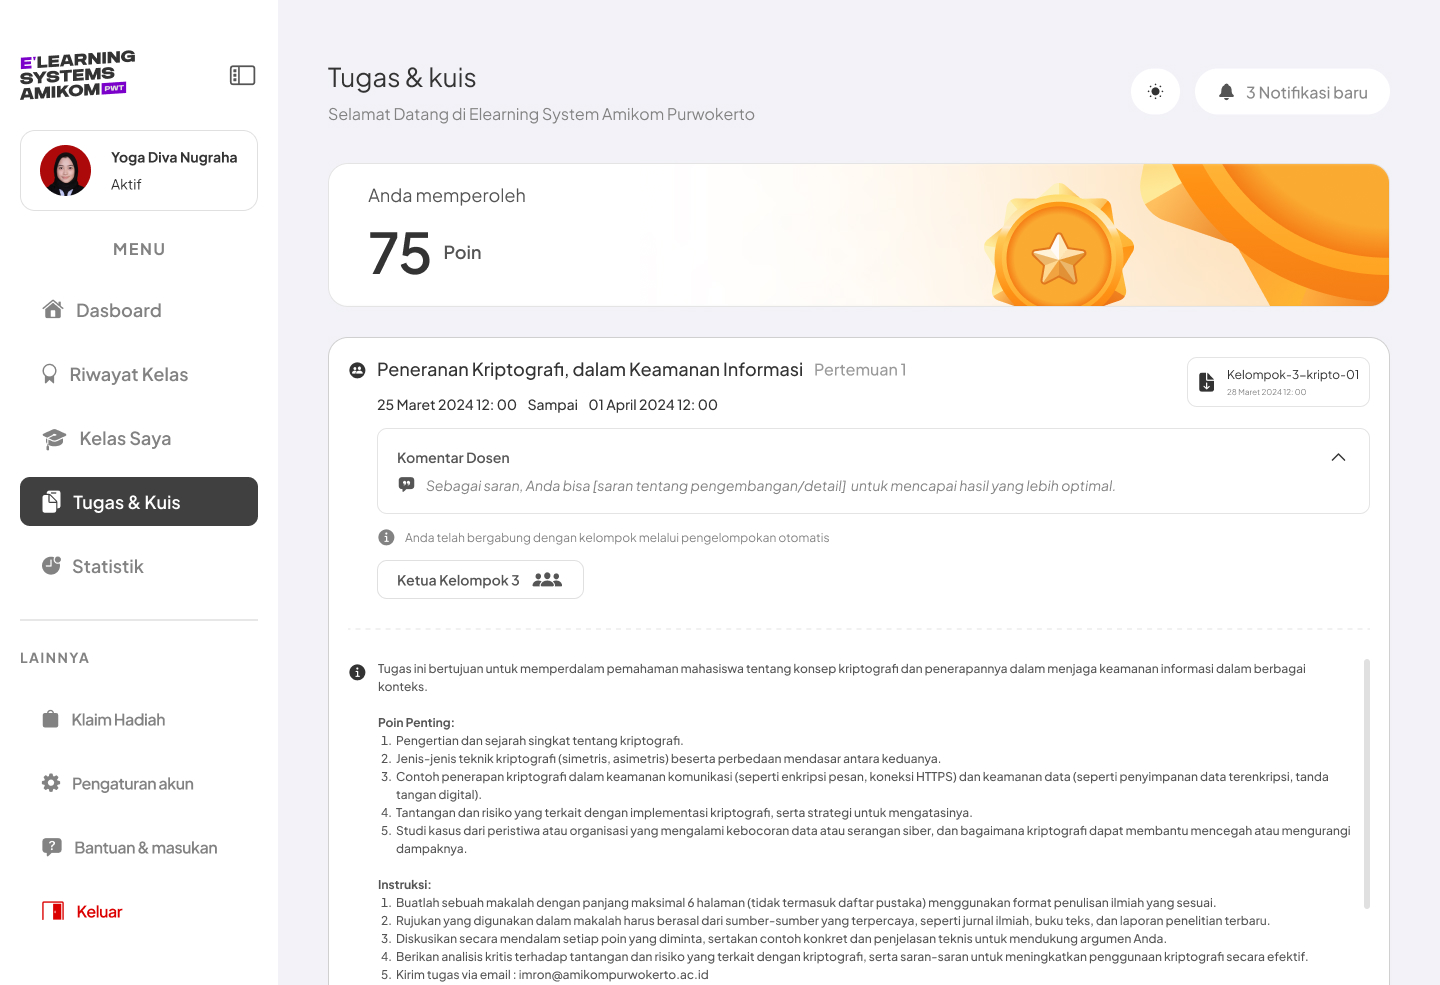 E'LEARNING
SYSTEMS
AMIKOM PWT
Yoga Diva Nugraha
Aktif
MENU
Dasboard
Riwayat Kelas
Kelas Saya
Tugas & Kuis
Statistik
LAINNYA
Klaim Hadiah
Pengaturan akun
Bantuan & masukan
Keluar
Tugas & kuis
Selamat Datang di Elearning System Amikom Purwokerto
3 Notifikasi baru
Anda memperoleh
75 Poin
Peneranan Kriptografi, dalam Keamanan Informasi Pertemuan 1
25 Maret 2024 12: 00 Sampai 01 April 2024 12: 00
Kelompok-3-kripto-01
28 Maret 2024 12: 00
Komentar Dosen
Sebagai saran, Anda bisa [saran tentang pengembangan/detail] untuk mencapai hasil yang lebih optimal.
Anda telah bergabung dengan kelompok melalui pengelompokan otomatis
Ketua Kelompok 3
Tugas ini bertujuan untuk memperdalam pemahaman mahasiswa tentang konsep kriptografi dan penerapannya dalam menjaga keamanan informasi dalam berbagai
konteks.
Poin Penting:
1. Pengertian dan sejarah singkat tentang kriptografi.
2. Jenis-jenis teknik kriptografi (simetris, asimetris) beserta perbedaan mendasar antara keduanya.
3. Contoh penerapan kriptografi dalam keamanan komunikasi (seperti enkripsi pesan, koneksi HTTPS) dan keamanan data (seperti penyimpanan data terenkripsi, tanda
tangan digital).
4. Tantangan dan risiko yang terkait dengan implementasi kriptografi, serta strategi untuk mengatasinya.
5. Studi kasus dari peristiwa atau organisasi yang mengalami kebocoran data atau serangan siber, dan bagaimana kriptografi dapat membantu mencegah atau mengurangi
dampaknya.
Instruksi:
1. Buatlah sebuah makalah dengan panjang maksimal 6 halaman (tidak termasuk daftar pustaka) menggunakan format penulisan ilmiah yang sesuai.
2. Rujukan yang digunakan dalam makalah harus berasal dari sumber-sumber yang terpercaya, seperti jurnal ilmiah, buku teks, dan laporan penelitian terbaru.
3. Diskusikan secara mendalam setiap poin yang diminta, sertakan contoh konkret dan penjelasan teknis untuk mendukung argumen Anda.
4. Berikan analisis kritis terhadap tantangan dan risiko yang terkait dengan kriptografi, serta saran-saran untuk meningkatkan penggunaan kriptografi secara efektif.
5. Kirim tugas via email : imron@amikompurwokerto.ac.id